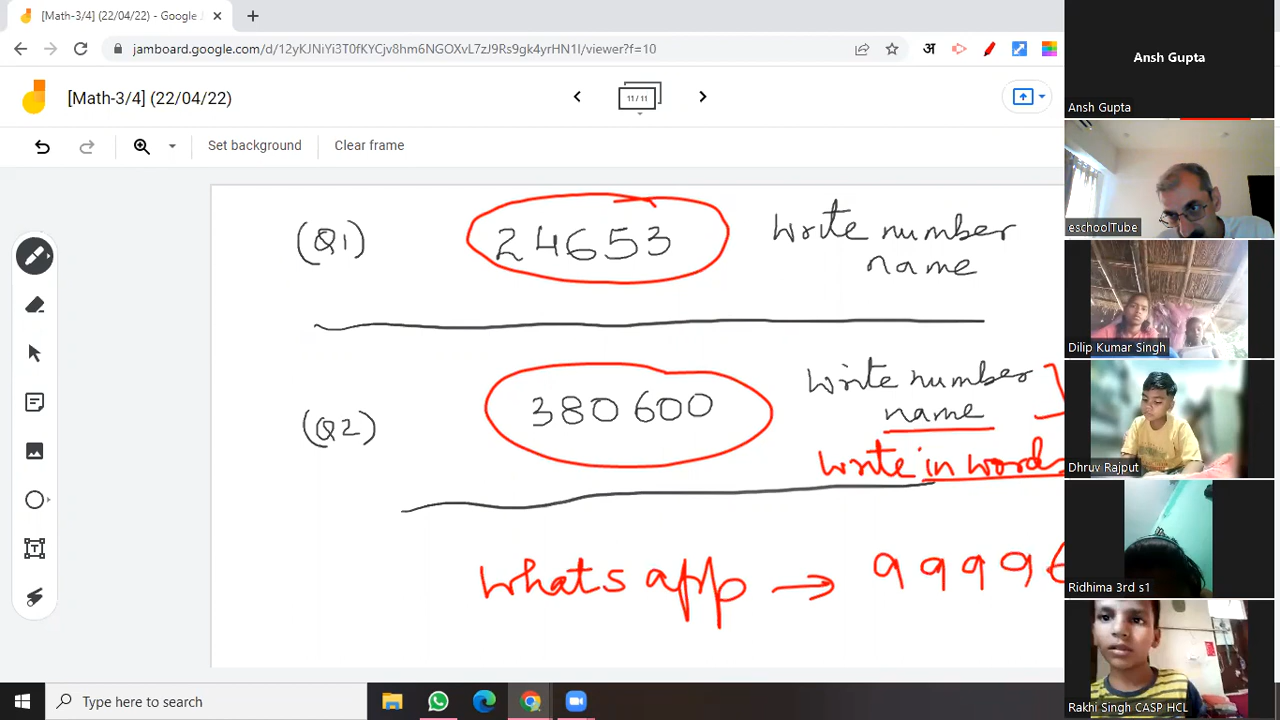 [Math-3/4] (22/04/22) - Google J
jamboard.google.com/d/12yKJNiYi3T0KYCjv8hm6NGOXvL7zJ9Rs9gk4yrHN1I/viewer?f=10
अ
[Math-3/4] (22/04/22)
11 / 11
Set background
Clear frame
(Q1) 24653 Write number
name
(Q2) 380600 Write number
name
Write in words
Whats app → 9999
Ansh Gupta
Ansh Gupta
eschoolTube
Dilip Kumar Singh
Dhruv Rajput
Ridhima 3rd s1
Rakhi Singh CASP HCL
Type here to search